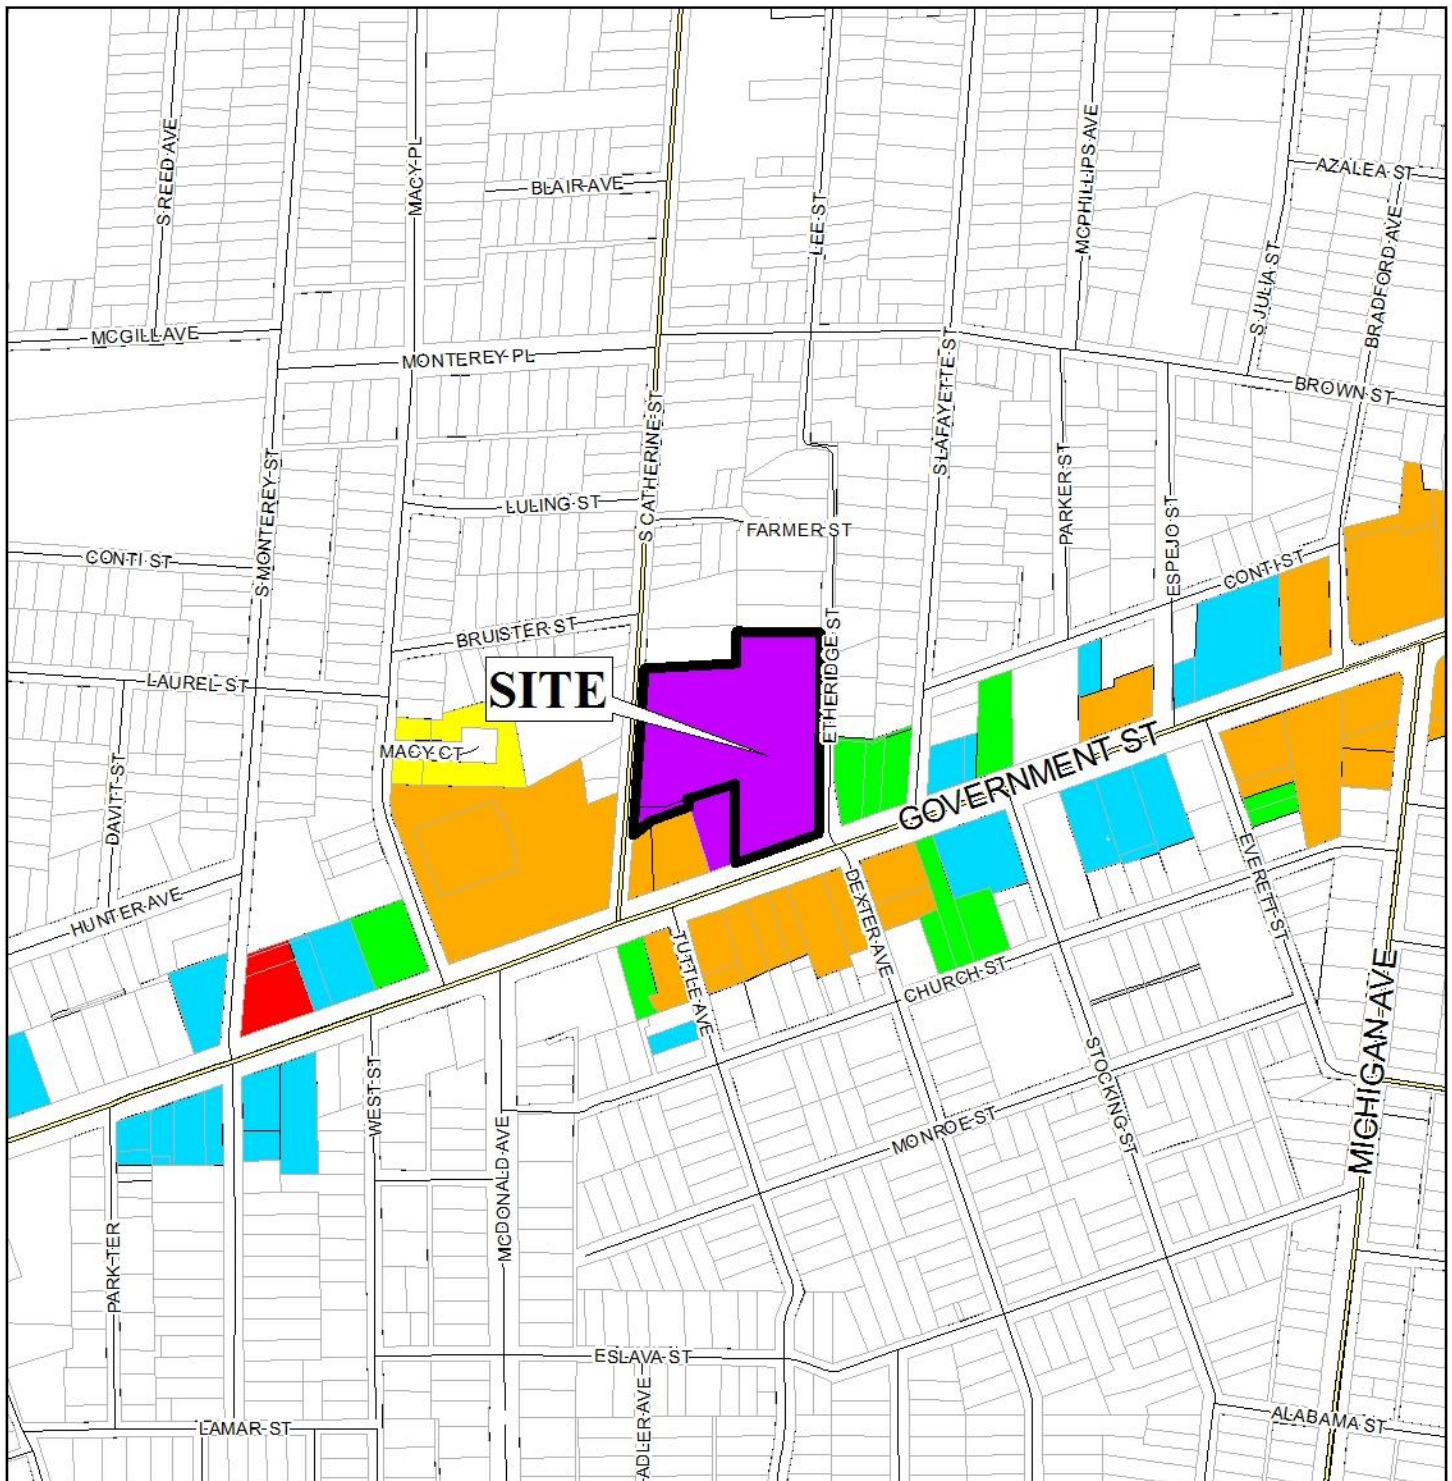 S REED AVE
MACY PL
BLAIR AVE
LEE ST
MCPHILLIPS AVE
AZALEA ST
S JULIA ST
BRADFORD AVE
MCGILL AVE
MONTEREY PL
S CATHERINE ST
S LAFAYETTE ST
BROWN ST
S MONTEREY ST
LULING ST
FARMER ST
PARKER ST
ESPEJO ST
CONTI ST
CONTI ST
BRUISTER ST
ETHERIDGE ST
LAUREL ST
SITE
MACY CT
DAVITT ST
GOVERNMENT ST
HUNTER AVE
DEXTER AVE
EVERETT ST
TUTTLE AVE
CHURCH ST
MICHIGAN AVE
WEST ST
STOCKING ST
MCDONALD AVE
MONROE ST
PARK TER
ESLAVA ST
ADLER AVE
LAMAR ST
ALABAMA ST